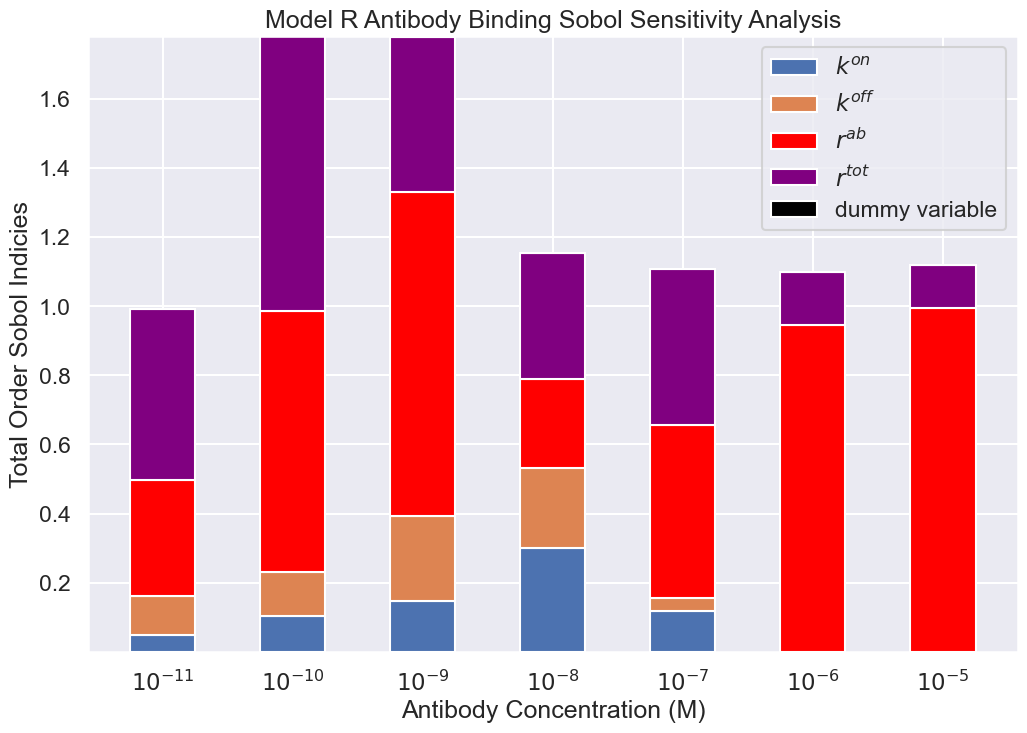 Model R Antibody Binding Sobol Sensitivity Analysis
Total Order Sobol Indicies
1.6
1.4
1.2
1.0
0.8
0.6
0.4
0.2
k^{on}
k^{off}
r^{ab}
r^{tot}
dummy variable
10^{-11} 10^{-10} 10^{-9} 10^{-8} 10^{-7} 10^{-6} 10^{-5}
Antibody Concentration (M)